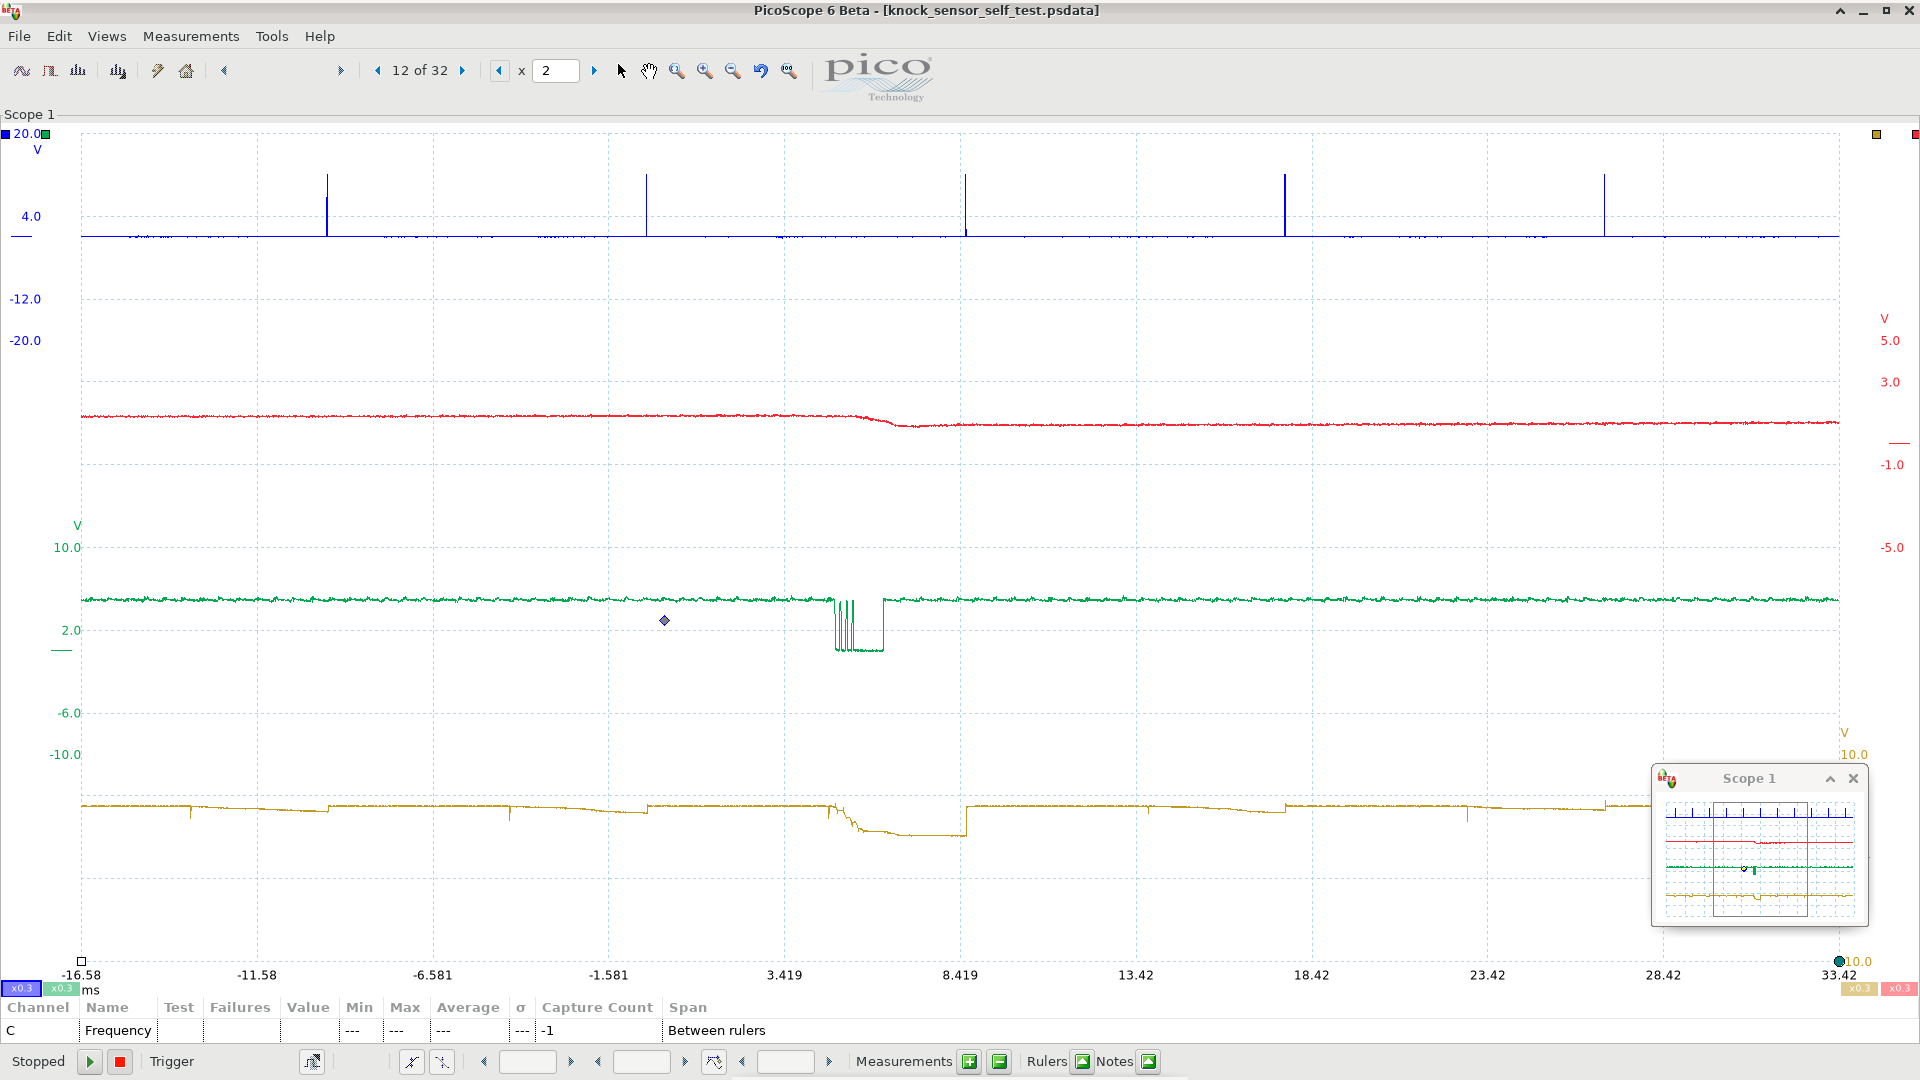 BETA PicoScope 6 Beta - [knock_sensor_self_test.psdata]
File Edit Views Measurements Tools Help
12 of 32 x 2 pico Technology
Scope 1
20.0
V
4.0
-12.0
-20.0
V
5.0
3.0
-1.0
-5.0
V
10.0
2.0
-6.0
-10.0
V
10.0
BETA Scope 1
-10.0
-16.58 -11.58 -6.581 -1.581 3.419 8.419 13.42 18.42 23.42 28.42 33.42
x0.3 x0.3 ms x0.3 x0.3
Channel Name Test Failures Value Min Max Average σ Capture Count Span
C Frequency --- --- --- --- -1 Between rulers
Stopped Trigger Measurements Rulers Notes